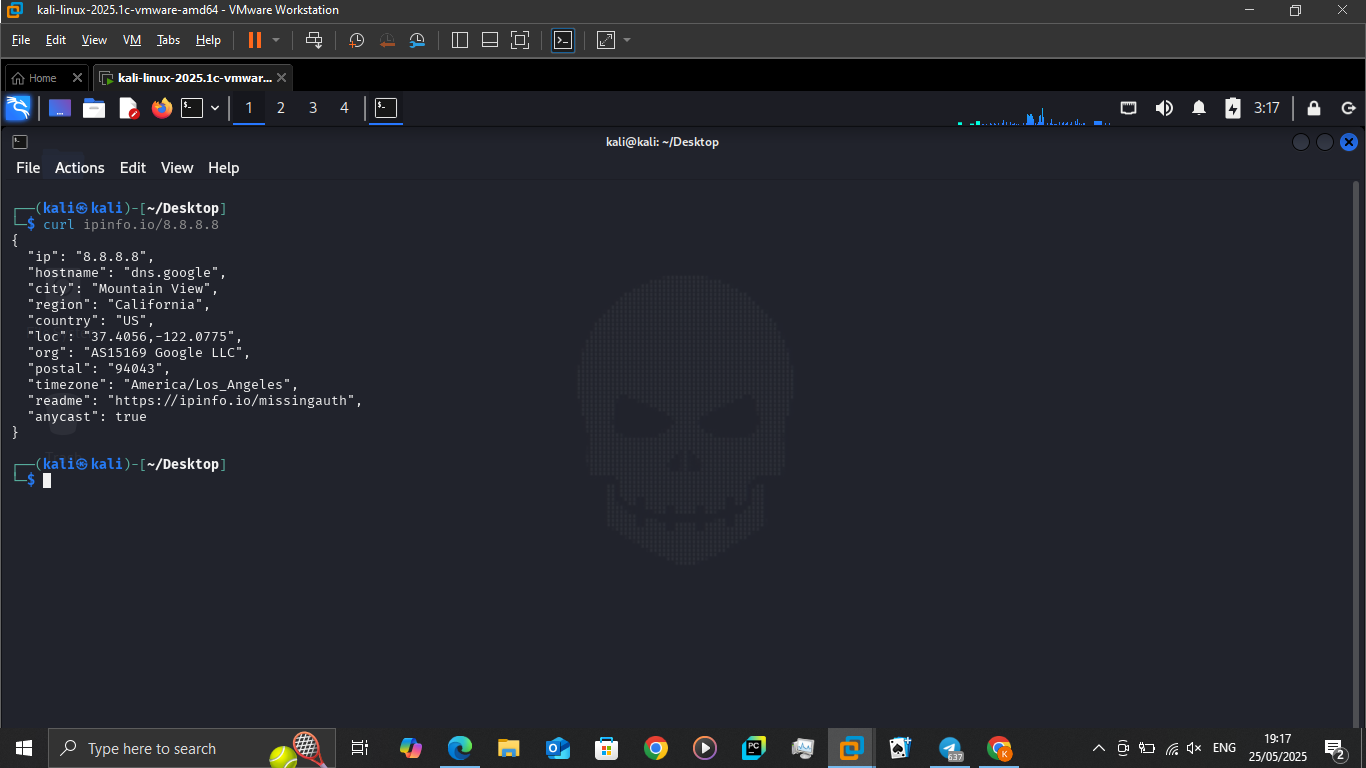 kali-linux-2025.1c-vmware-amd64 - VMware Workstation
File Edit View VM Tabs Help
Home kali-linux-2025.1c-vmwar...
1 2 3 4 3:17
kali@kali: ~/Desktop
File Actions Edit View Help
┌──(kali㉿kali)-[~/Desktop]
└─$ curl ipinfo.io/8.8.8.8
{
  "ip": "8.8.8.8",
  "hostname": "dns.google",
  "city": "Mountain View",
  "region": "California",
  "country": "US",
  "loc": "37.4056,-122.0775",
  "org": "AS15169 Google LLC",
  "postal": "94043",
  "timezone": "America/Los_Angeles",
  "readme": "https://ipinfo.io/missingauth",
  "anycast": true
}
┌──(kali㉿kali)-[~/Desktop]
└─$
Type here to search
PC
637
K
ENG
19:17
25/05/2025
2